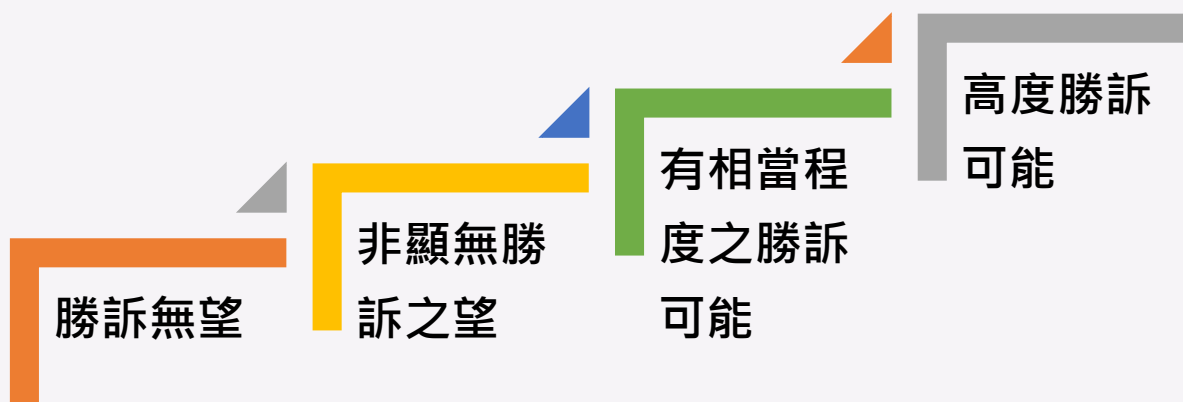 勝訴無望
非顯無勝
訴之望
有相當程
度之勝訴
可能
高度勝訴
可能